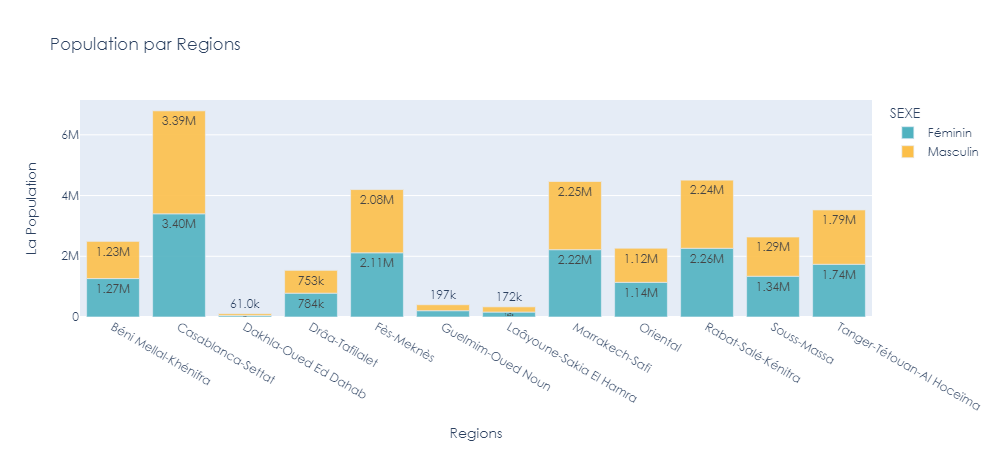 Population par Regions
SEXE
Féminin
Masculin
La Population
6M
4M
2M
0
1.23M
1.27M
3.39M
3.40M
61.0k
753k
784k
2.08M
2.11M
197k
172k
2.25M
2.22M
1.12M
1.14M
2.24M
2.26M
1.29M
1.34M
1.79M
1.74M
Béni Mellal-Khénifra
Casablanca-Settat
Dakhla-Oued Ed Dahab
Drâa-Tafilalet
Fès-Meknès
Guelmim-Oued Noun
Laâyoune-Sakia El Hamra
Marrakech-Safi
Oriental
Rabat-Salé-Kénitra
Souss-Massa
Tanger-Tétouan-Al Hoceima
Regions